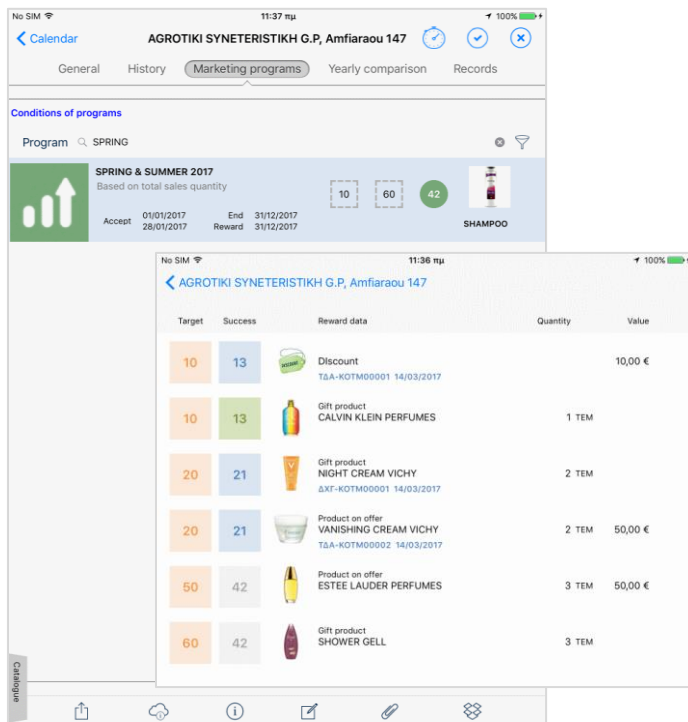 No SIM 11:37 πμ 100%
Calendar AGROTIKI SYNETERISTIKH G.P, Amfiaraou 147
General History Marketing programs Yearly comparison Records
Conditions of programs
Program SPRING
SPRING & SUMMER 2017
Based on total sales quantity
10 60 42
Accept 01/01/2017 End 31/12/2017
28/01/2017 Reward 31/12/2017
SHAMPOO
No SIM 11:36 πμ 100%
AGROTIKI SYNETERISTIKH G.P, Amfiaraou 147
Target Success Reward data Quantity Value
10 13 DIscount 10,00 €
ΤΔΑ-ΚΟΤΜ00001 14/03/2017
Gift product
10 13 CALVIN KLEIN PERFUMES 1 ΤΕΜ
Gift product
20 21 NIGHT CREAM VICHY 2 ΤΕΜ
ΔΧΓ-ΚΟΤΜ00001 14/03/2017
Product on offer
20 21 VANISHING CREAM VICHY 2 ΤΕΜ 50,00 €
ΤΔΑ-ΚΟΤΜ00002 14/03/2017
Product on offer
50 42 ESTEE LAUDER PERFUMES 3 ΤΕΜ 50,00 €
Gift product
60 42 SHOWER GELL 3 ΤΕΜ
Catalogue